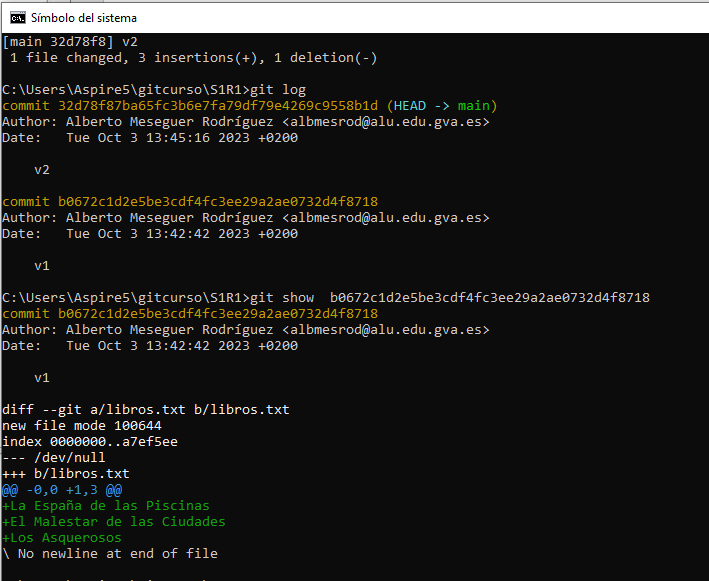 Símbolo del sistema
[main 32d78f8] v2
 1 file changed, 3 insertions(+), 1 deletion(-)
C:\Users\Aspire5\gitcurso\S1R1>git log
commit 32d78f87ba65fc3b6e7fa79df79e4269c9558b1d (HEAD -> main)
Author: Alberto Meseguer Rodríguez <albmesrod@alu.edu.gva.es>
Date:   Tue Oct 3 13:45:16 2023 +0200
    v2
commit b0672c1d2e5be3cdf4fc3ee29a2ae0732d4f8718
Author: Alberto Meseguer Rodríguez <albmesrod@alu.edu.gva.es>
Date:   Tue Oct 3 13:42:42 2023 +0200
    v1
C:\Users\Aspire5\gitcurso\S1R1>git show  b0672c1d2e5be3cdf4fc3ee29a2ae0732d4f8718
commit b0672c1d2e5be3cdf4fc3ee29a2ae0732d4f8718
Author: Alberto Meseguer Rodríguez <albmesrod@alu.edu.gva.es>
Date:   Tue Oct 3 13:42:42 2023 +0200
    v1
diff --git a/libros.txt b/libros.txt
new file mode 100644
index 0000000..a7ef5ee
--- /dev/null
+++ b/libros.txt
@@ -0,0 +1,3 @@
+La España de las Piscinas
+El Malestar de las Ciudades
+Los Asquerosos
\ No newline at end of file